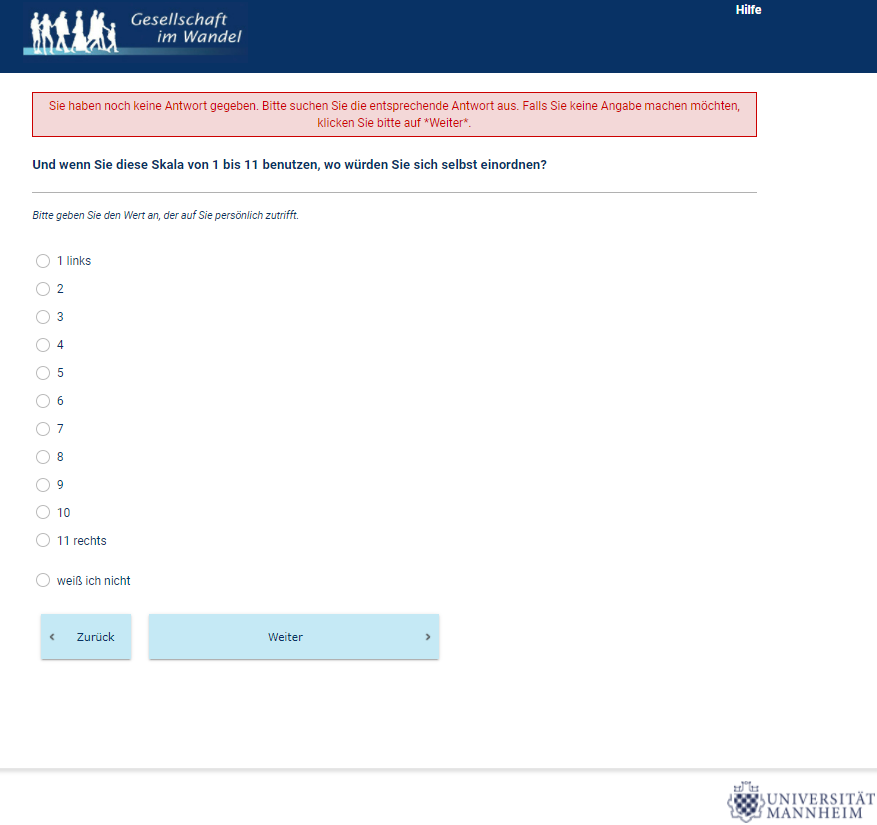 Gesellschaft
im Wandel
Hilfe
Sie haben noch keine Antwort gegeben. Bitte suchen Sie die entsprechende Antwort aus. Falls Sie keine Angabe machen möchten,
klicken Sie bitte auf *Weiter*.
Und wenn Sie diese Skala von 1 bis 11 benutzen, wo würden Sie sich selbst einordnen?
Bitte geben Sie den Wert an, der auf Sie persönlich zutrifft.
1 links
2
3
4
5
6
7
8
9
10
11 rechts
weiß ich nicht
‹ Zurück
Weiter ›
UNIVERSITÄT
MANNHEIM